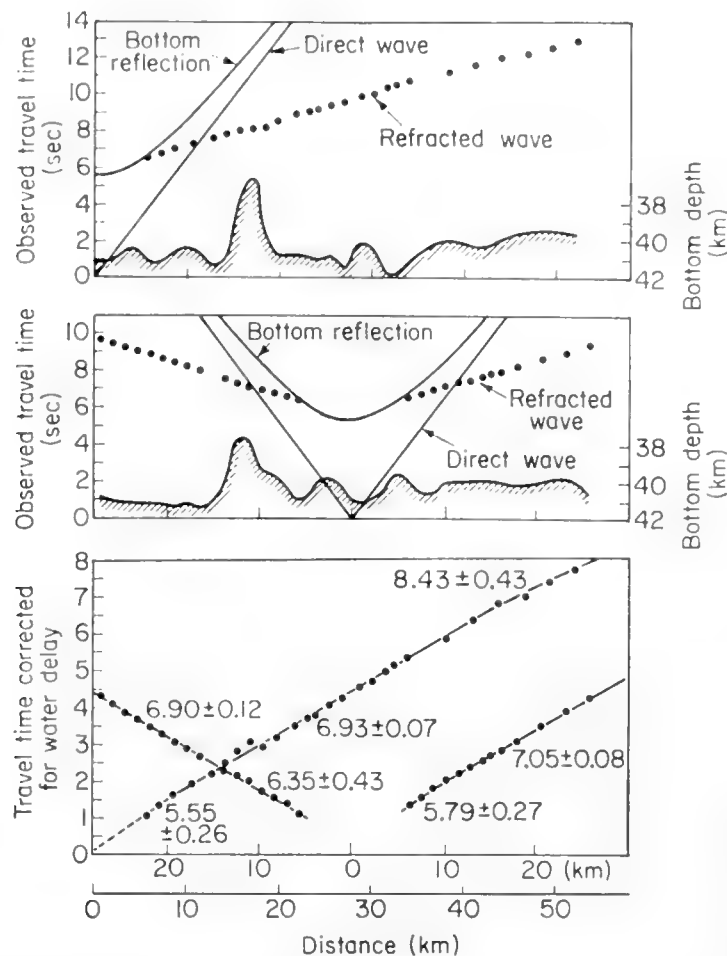 14
12
10
8
6
4
2
0
Observed travel time
(sec)
Bottom
reflection
Direct wave
Refracted wave
38
40
42
Bottom depth
(km)
10
8
6
4
2
0
Observed travel time
(sec)
Bottom reflection
Refracted
wave
Direct wave
38
40
42
Bottom depth
(km)
8
7
6
5
4
3
2
1
0
Travel time corrected
for water delay
8.43±0.43
6.90±0.12
6.93±0.07
7.05±0.08
6.35±0.43
5.55
±0.26
5.79±0.27
20 10 0 10 20 (km)
0 10 20 30 40 50
Distance (km)